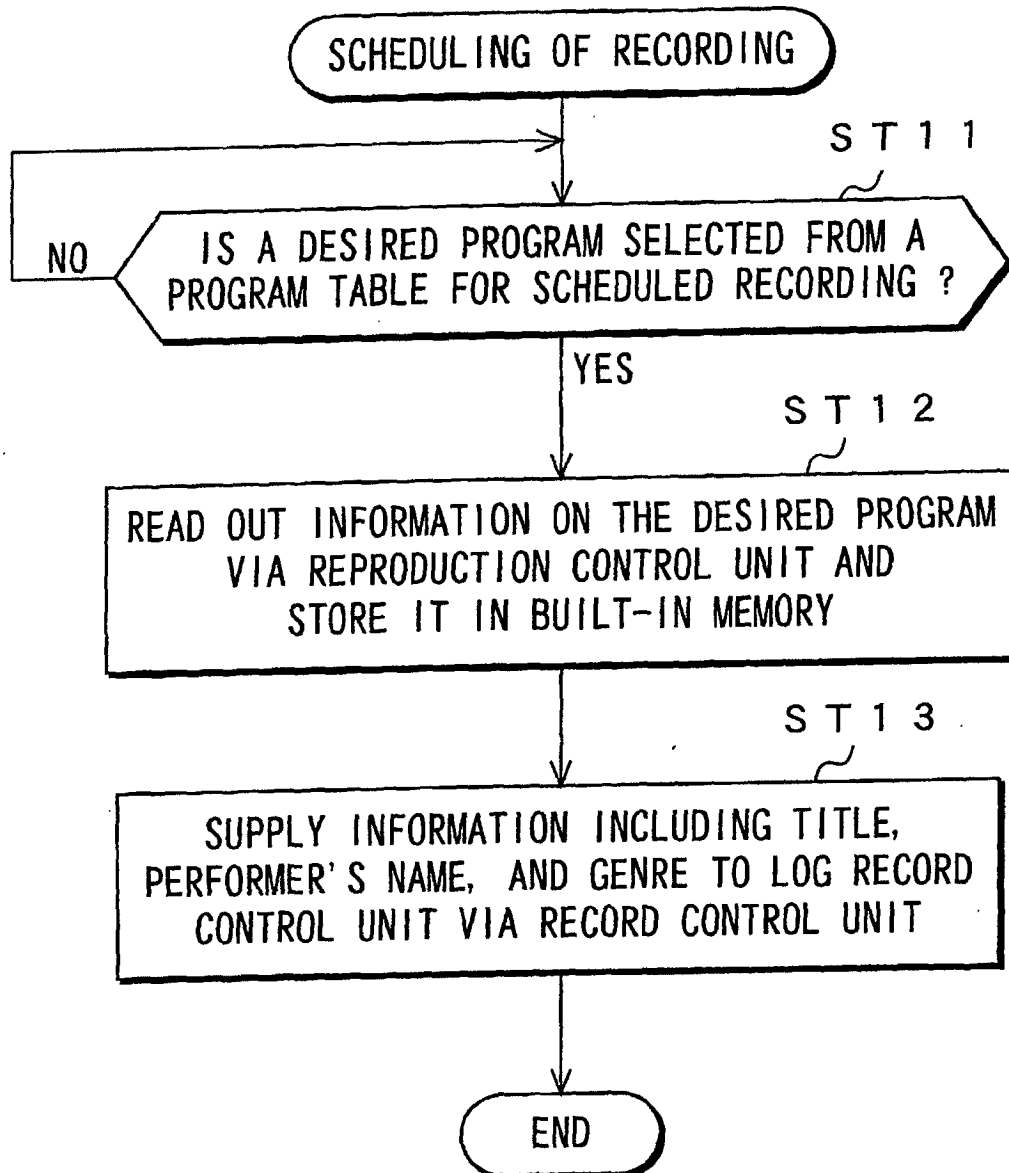 SCHEDULING OF RECORDING
ST11
NO
IS A DESIRED PROGRAM SELECTED FROM A
PROGRAM TABLE FOR SCHEDULED RECORDING ?
YES
ST12
READ OUT INFORMATION ON THE DESIRED PROGRAM
VIA REPRODUCTION CONTROL UNIT AND
STORE IT IN BUILT-IN MEMORY
ST13
SUPPLY INFORMATION INCLUDING TITLE,
PERFORMER'S NAME, AND GENRE TO LOG RECORD
CONTROL UNIT VIA RECORD CONTROL UNIT
END